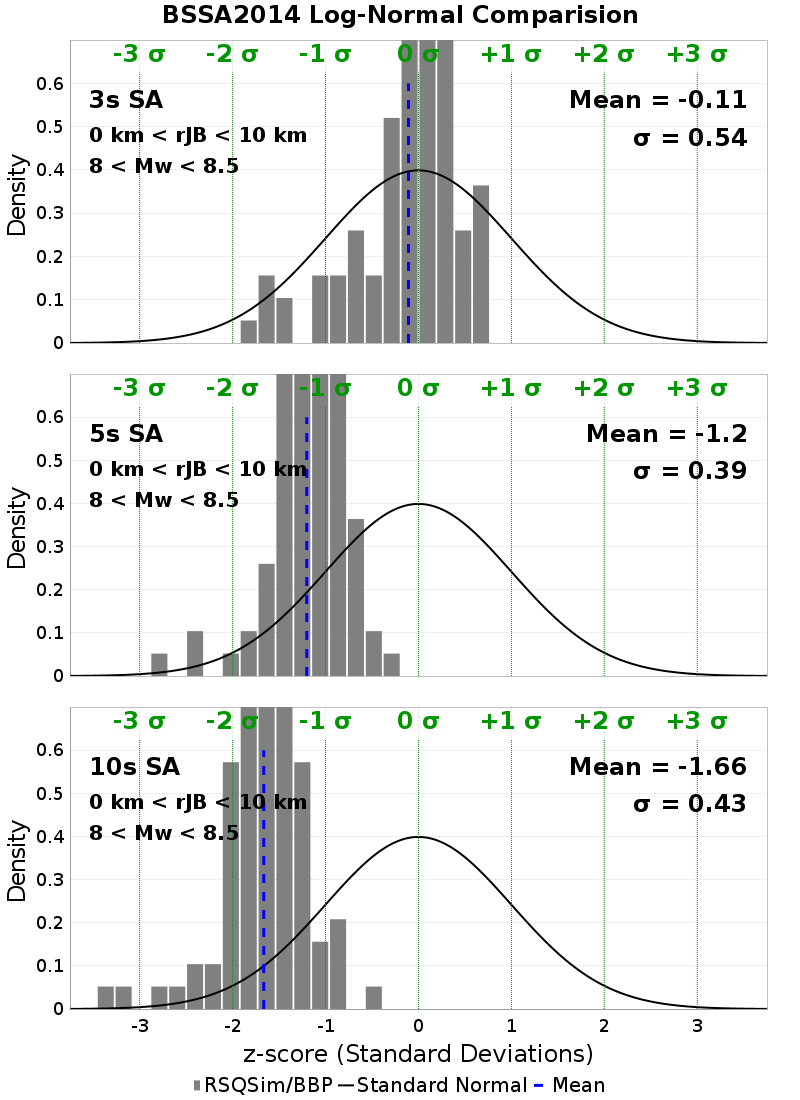 BSSA2014 Log-Normal Comparision
-3 σ -2 σ -1 σ 0 σ +1 σ +2 σ +3 σ
0.6
3s SA Mean = -0.11
0.5
0 km < rJB < 10 km σ = 0.54
8 < Mw < 8.5
0.4
0.3
0.2
0.1
0
Density
-3 σ -2 σ -1 σ 0 σ +1 σ +2 σ +3 σ
0.6
5s SA Mean = -1.2
0.5
0 km < rJB < 10 km σ = 0.39
8 < Mw < 8.5
0.4
0.3
0.2
0.1
0
Density
-3 σ -2 σ -1 σ 0 σ +1 σ +2 σ +3 σ
0.6
10s SA Mean = -1.66
0.5
0 km < rJB < 10 km σ = 0.43
8 < Mw < 8.5
0.4
0.3
0.2
0.1
0
Density
-3 -2 -1 0 1 2 3
z-score (Standard Deviations)
RSQSim/BBP Standard Normal Mean